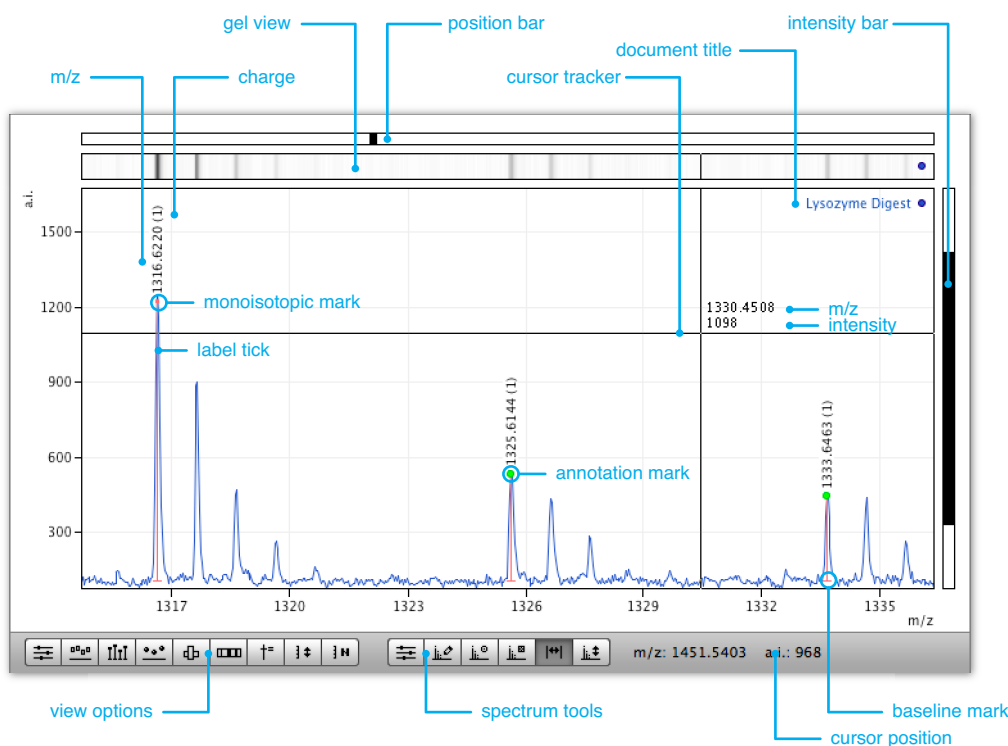 gel view
position bar
intensity bar
document title
m/z
charge
cursor tracker
a.i.
Lysozyme Digest
1500
1316.6220 (1)
monoisotopic mark
1200
1330.4508
m/z
1098
intensity
label tick
900
1325.6144 (1)
1333.6463 (1)
600
annotation mark
300
1317
1320
1323
1326
1329
1332
1335
m/z
m/z: 1451.5403 a.i.: 968
view options
spectrum tools
baseline mark
cursor position